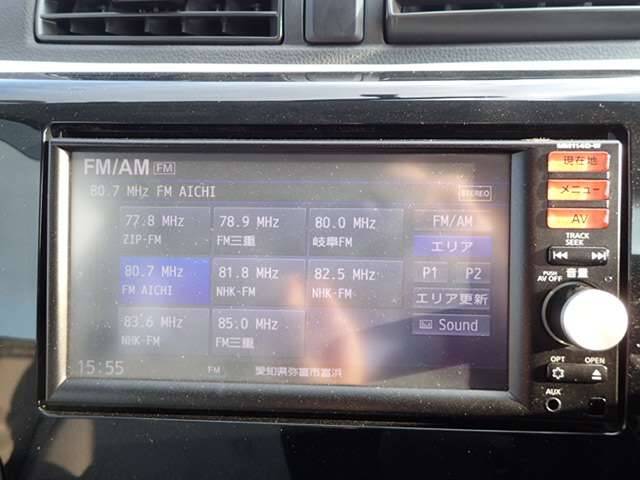 MM114D-W
FM/AM FM
現在地
80.7 MHz FM AICHI
STEREO
メニュー
77.8 MHz
ZIP-FM
78.9 MHz
FM三重
80.0 MHz
岐阜FM
FM/AM
AV
エリア
TRACK
SEEK
80.7 MHz
FM AICHI
81.8 MHz
NHK-FM
82.5 MHz
NHK-FM
P1
P2
PUSH
AV OFF
音量
エリア更新
83.6 MHz
NHK-FM
85.0 MHz
FM三重
Sound
15:55
FM
愛知県弥富市富浜
OPT
OPEN
AUX